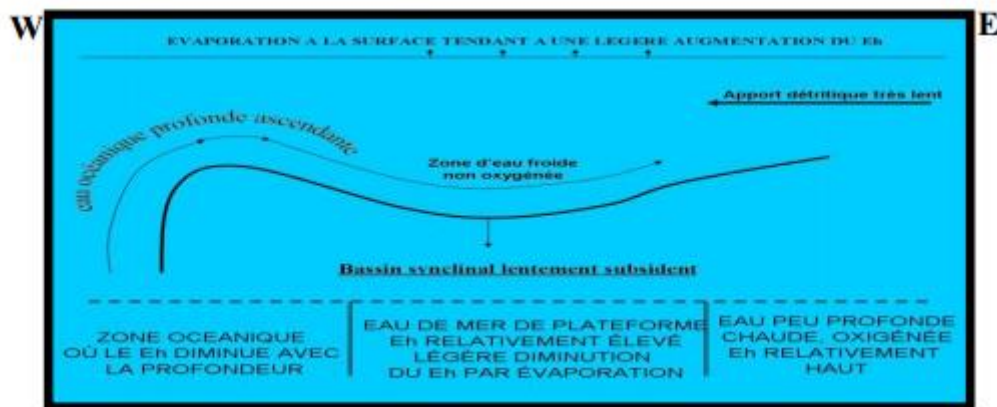 W
E
EVAPORATION A LA SURFACE TENDANT A UNE LEGERE AUGMENTATION DU Eh
Apport détritique très lent
eau océanique profonde ascendante
Zone d'eau froide
non oxygénée
Bassin synclinal lentement subsident
ZONE OCEANIQUE
OÙ LE Eh DIMINUE AVEC
LA PROFONDEUR
EAU DE MER DE PLATEFORME
Eh RELATIVEMENT ÉLEVÉ
LÉGÈRE DIMINUTION
DU Eh PAR ÉVAPORATION
EAU PEU PROFONDE
CHAUDE, OXIGÉNÉE
Eh RELATIVEMENT
HAUT